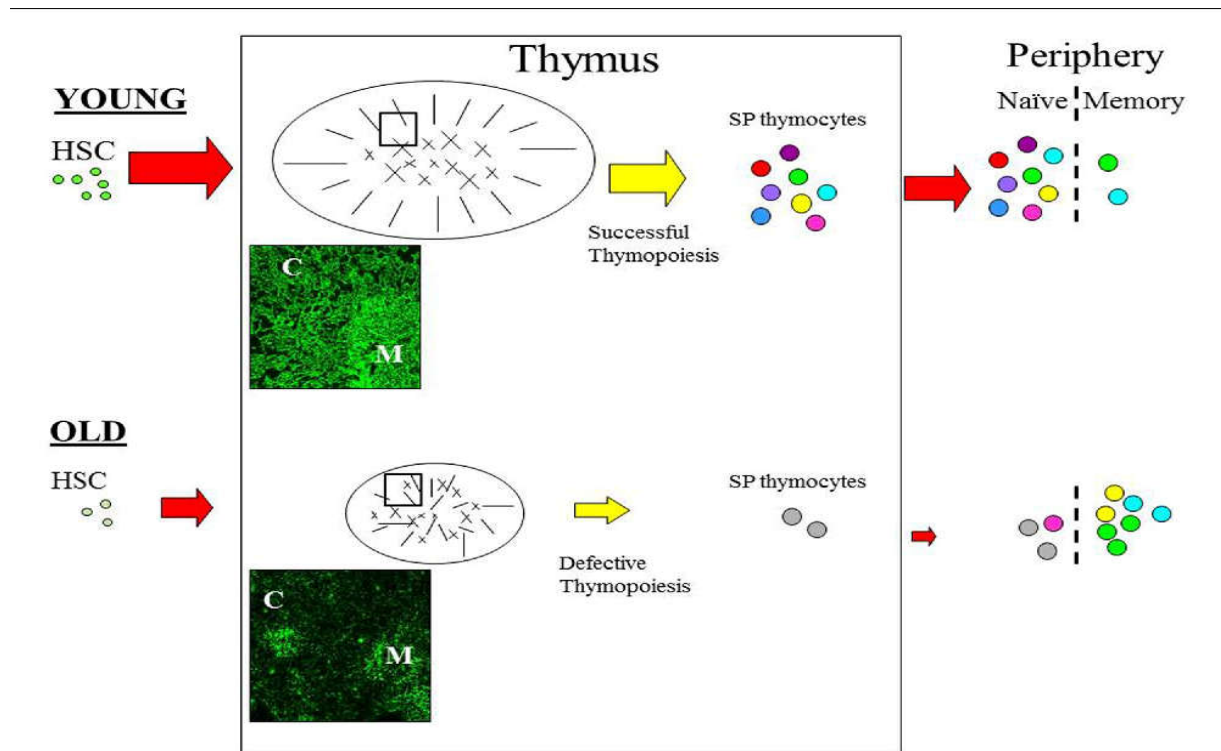 Thymus
Periphery
YOUNG
Naïve
Memory
HSC
SP thymocytes
Successful
Thymopoiesis
C
M
OLD
HSC
SP thymocytes
Defective
Thymopoiesis
C
M